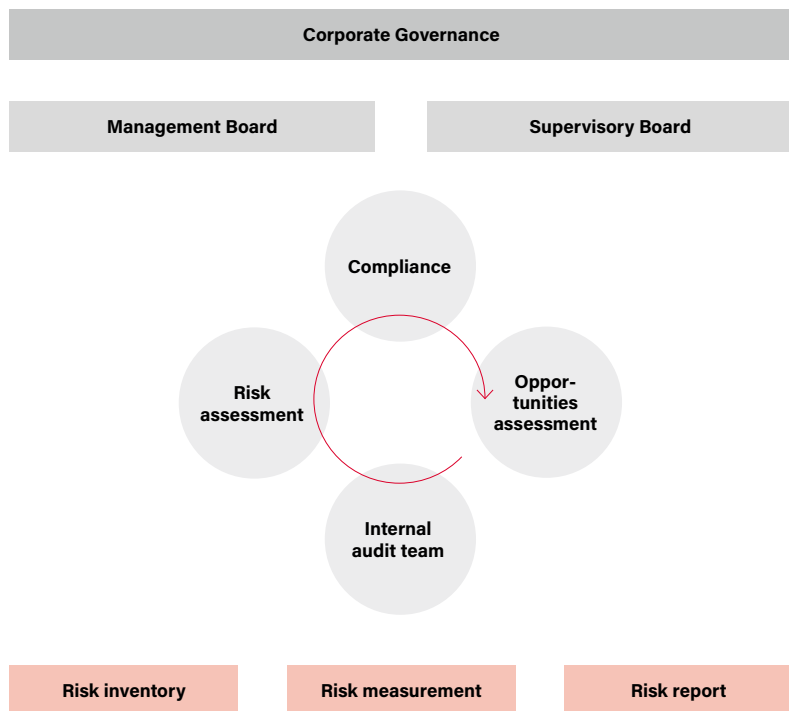 Corporate Governance
Management Board
Supervisory Board
Compliance
Risk
assessment
Oppor-
tunities
assessment
Internal
audit team
Risk inventory
Risk measurement
Risk report